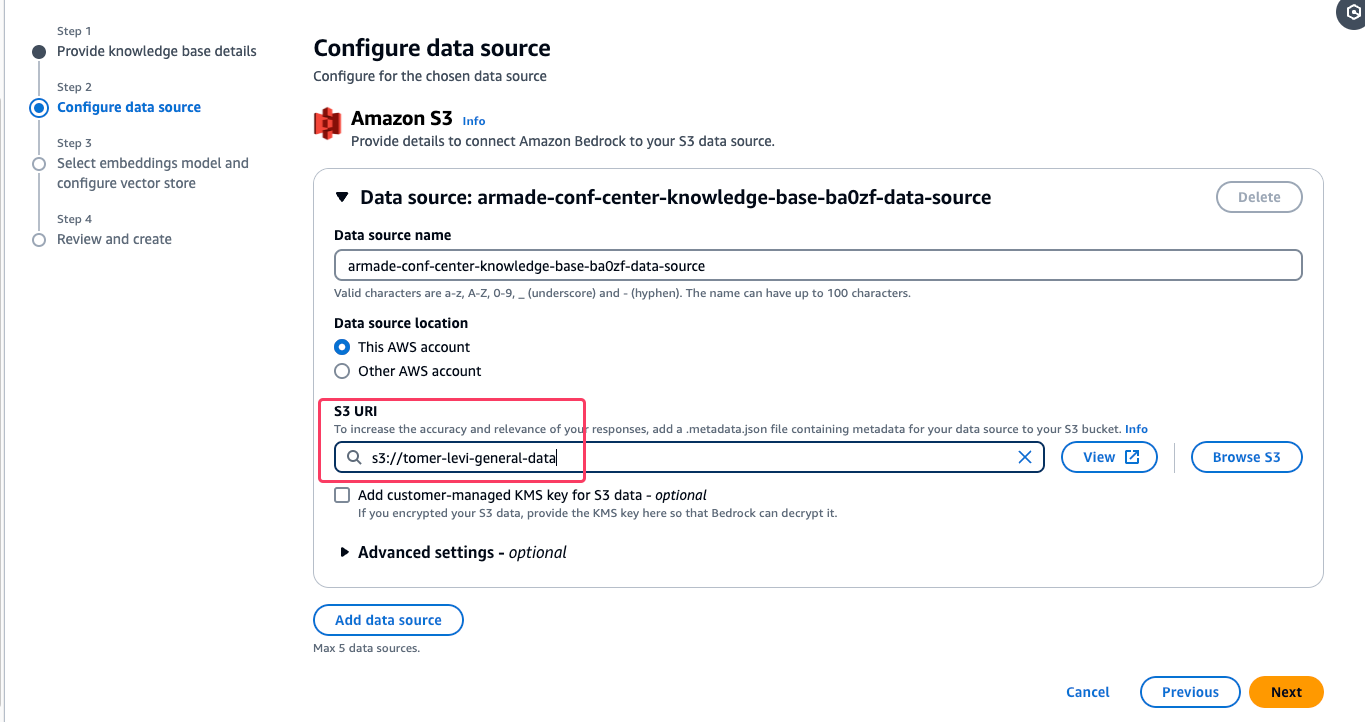 Step 1
Provide knowledge base details
Step 2
Configure data source
Step 3
Select embeddings model and
configure vector store
Step 4
Review and create
Configure data source
Configure for the chosen data source
Amazon S3 Info
Provide details to connect Amazon Bedrock to your S3 data source.
Data source: armade-conf-center-knowledge-base-ba0zf-data-source
Delete
Data source name
armade-conf-center-knowledge-base-ba0zf-data-source
Valid characters are a-z, A-Z, 0-9, _ (underscore) and - (hyphen). The name can have up to 100 characters.
Data source location
This AWS account
Other AWS account
S3 URI
To increase the accuracy and relevance of your responses, add a .metadata.json file containing metadata for your data source to your S3 bucket. Info
s3://tomer-levi-general-data
View
Browse S3
Add customer-managed KMS key for S3 data - optional
If you encrypted your S3 data, provide the KMS key here so that Bedrock can decrypt it.
Advanced settings - optional
Add data source
Max 5 data sources.
Cancel
Previous
Next